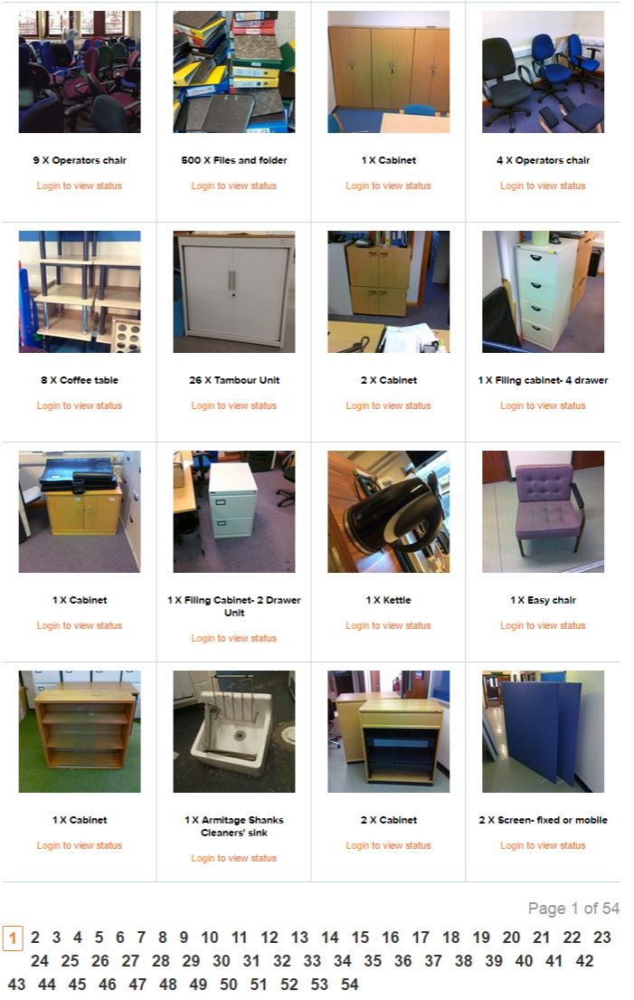 9 X Operators chair
500 X Files and folder
1 X Cabinet
4 X Operators chair
Login to view status
Login to view status
Login to view status
Login to view status
8 X Coffee table
26 X Tambour Unit
2 X Cabinet
1 X Filing cabinet- 4 drawer
Login to view status
Login to view status
Login to view status
Login to view status
1 X Cabinet
1 X Filing Cabinet- 2 Drawer
Unit
1 X Kettle
1 X Easy chair
Login to view status
Login to view status
Login to view status
Login to view status
1 X Cabinet
1 X Armitage Shanks
Cleaners' sink
2 X Cabinet
2 X Screen- fixed or mobile
Login to view status
Login to view status
Login to view status
Login to view status
Page 1 of 54
1 2 3 4 5 6 7 8 9 10 11 12 13 14 15 16 17 18 19 20 21 22 23
24 25 26 27 28 29 30 31 32 33 34 35 36 37 38 39 40 41 42
43 44 45 46 47 48 49 50 51 52 53 54